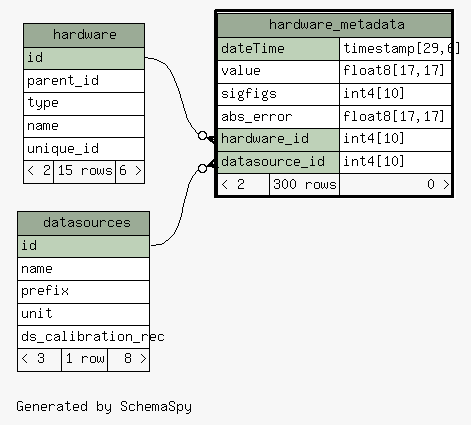 hardware
id
parent_id
type
name
unique_id
< 2 15 rows 6 >
hardware_metadata
dateTime timestamp[29,6]
value float8[17,17]
sigfigs int4[10]
abs_error float8[17,17]
hardware_id int4[10]
datasource_id int4[10]
< 2 300 rows 0 >
datasources
id
name
prefix
unit
ds_calibration_rec
< 3 1 row 8 >
Generated by SchemaSpy